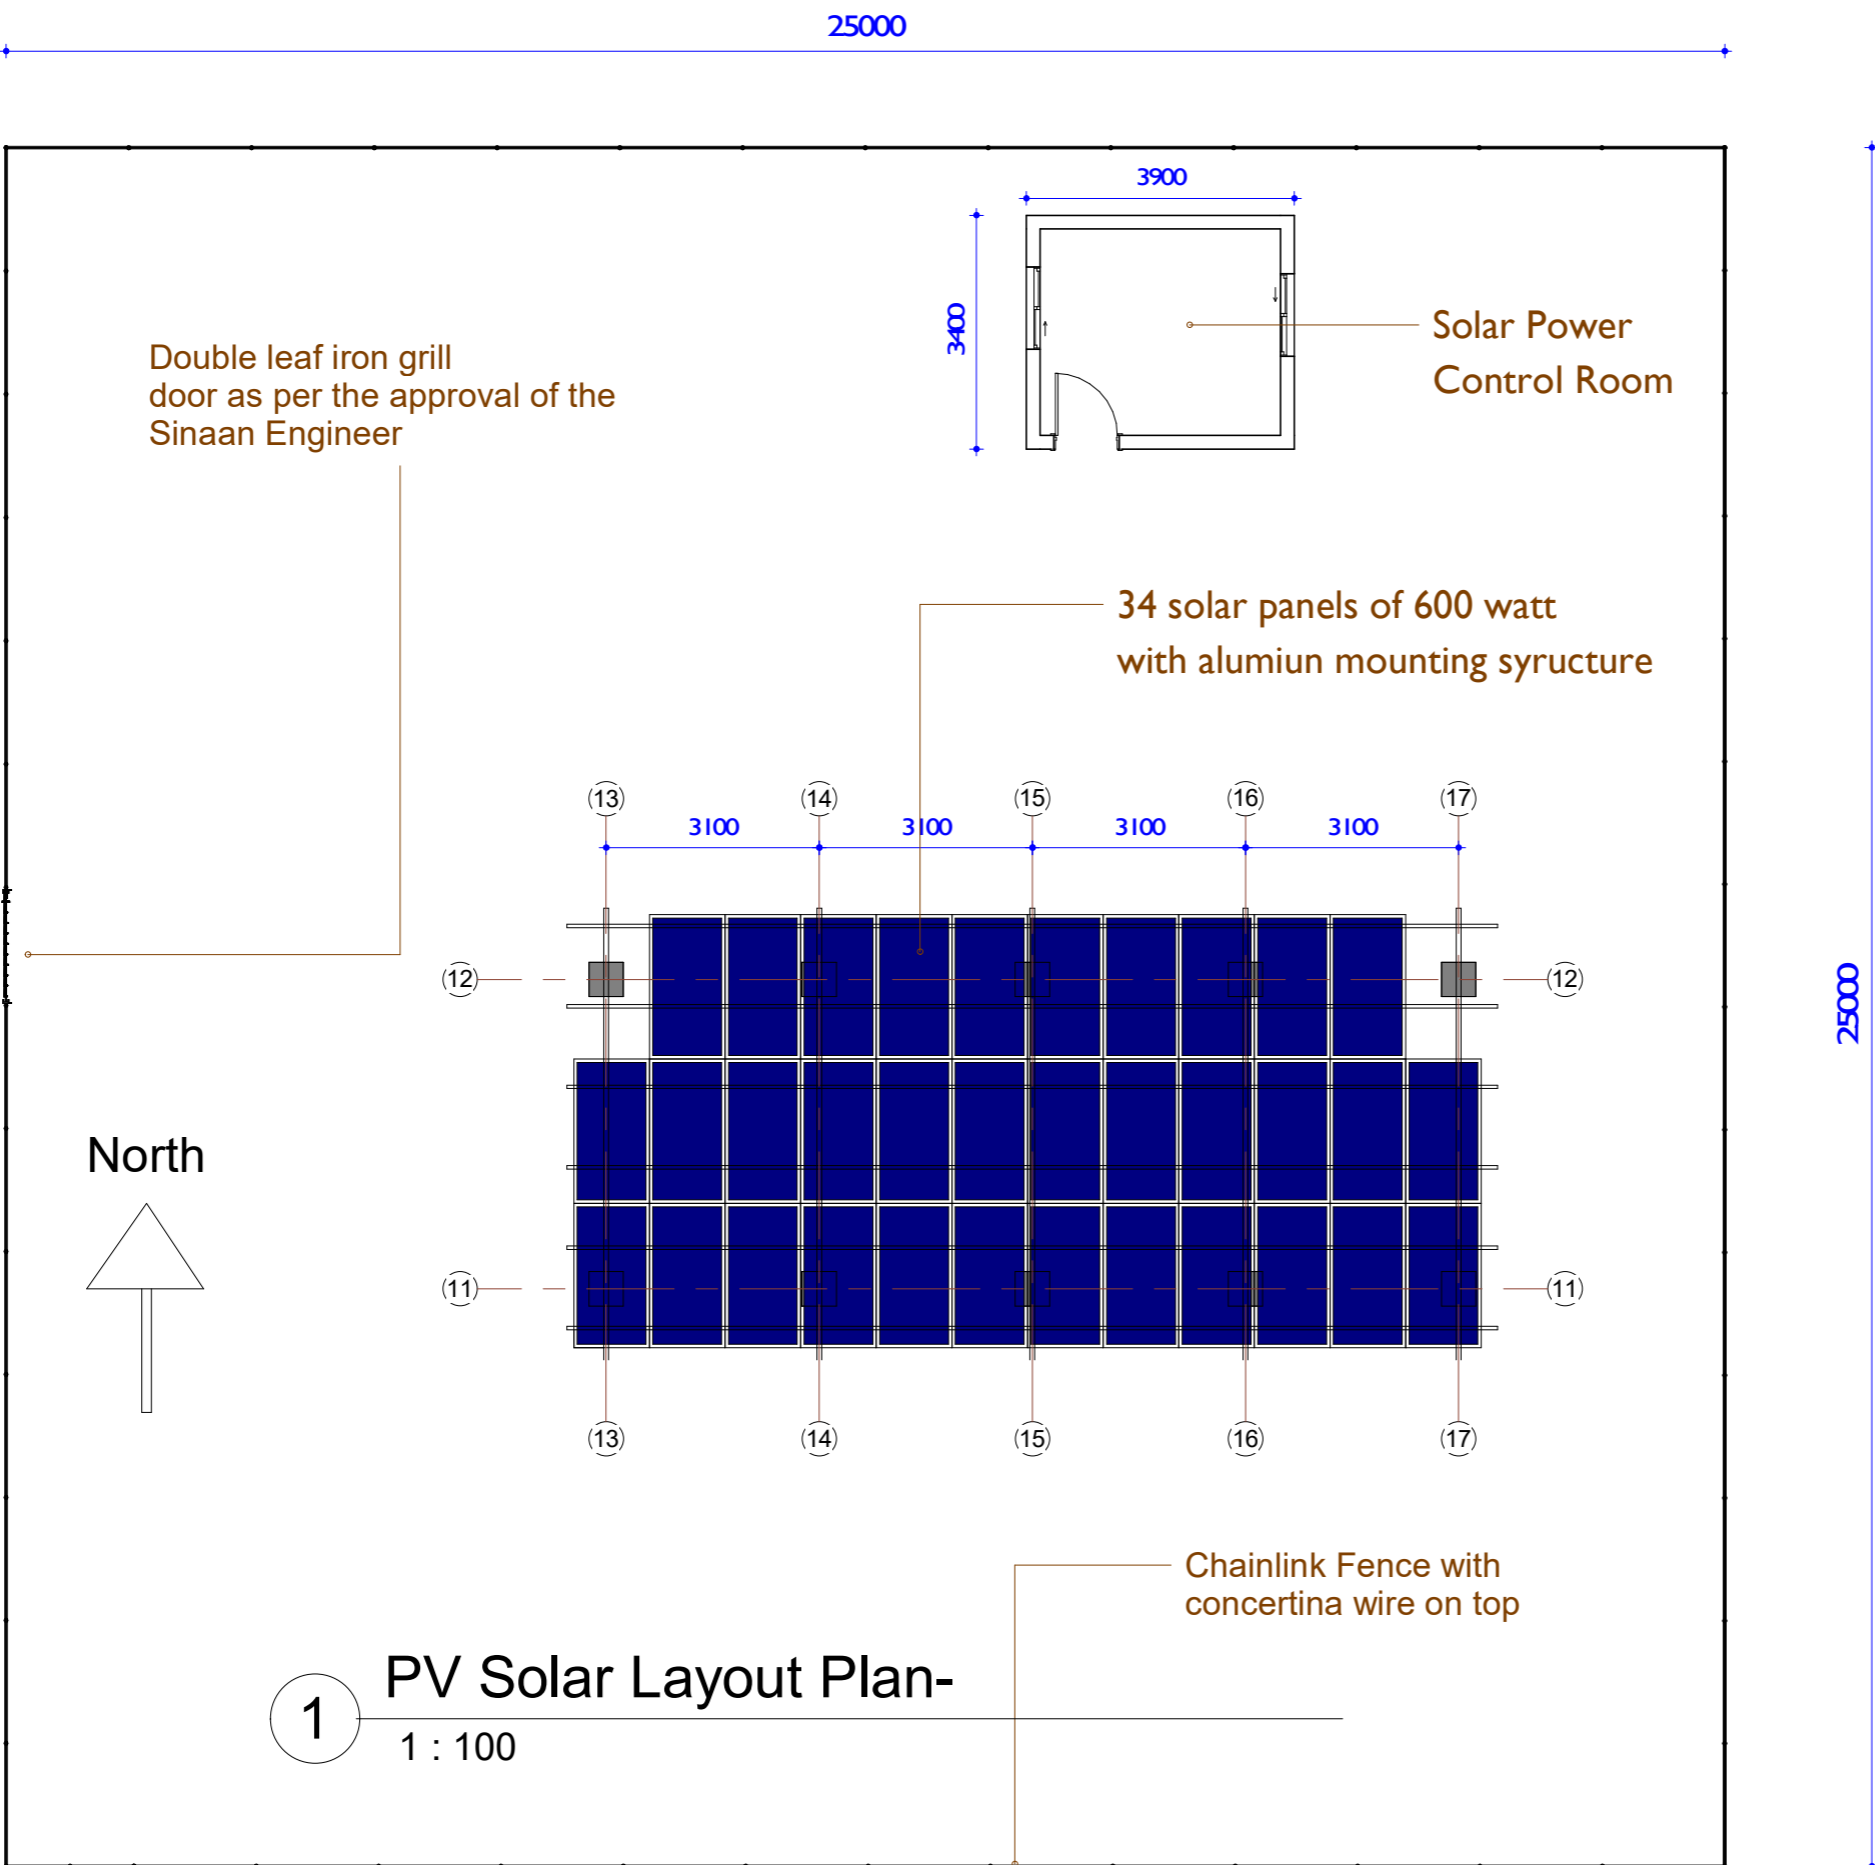 25000
3900
3400
Solar Power
Control Room
Double leaf iron grill
door as per the approval of the
Sinaan Engineer
34 solar panels of 600 watt
with alumiun mounting syructure
13 14 15 16 17
3100 3100 3100 3100
12 12
25000
North
11 11
13 14 15 16 17
Chainlink Fence with
concertina wire on top
1 PV Solar Layout Plan-
1 : 100